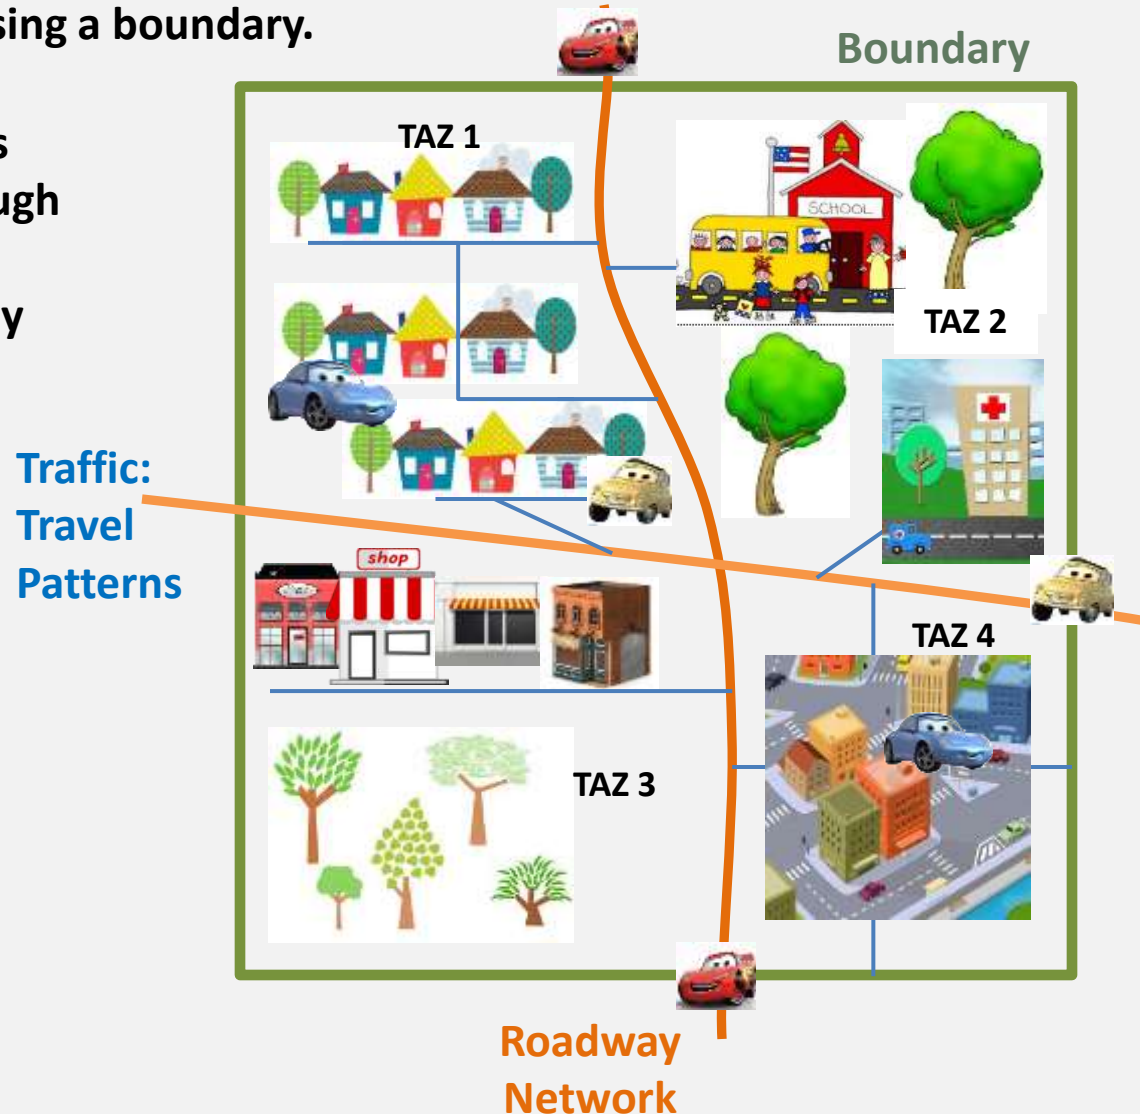 sing a boundary.
Boundary
s
ugh
y
TAZ 1
SCHOOL
TAZ 2
Traffic:
Travel
Patterns
shop
TAZ 4
TAZ 3
Roadway
Network